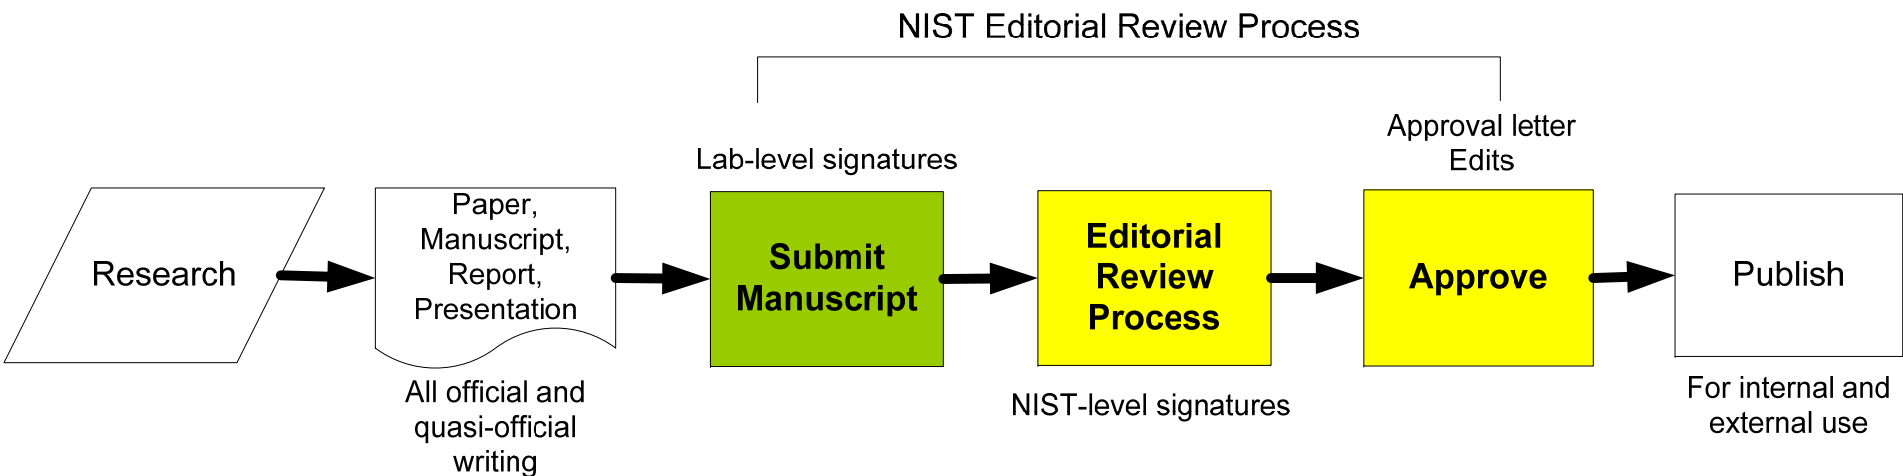 NIST Editorial Review Process
Research
Paper,
Manuscript,
Report,
Presentation
All official and
quasi-official
writing
Lab-level signatures
Submit
Manuscript
Editorial
Review
Process
NIST-level signatures
Approval letter
Edits
Approve
Publish
For internal and
external use